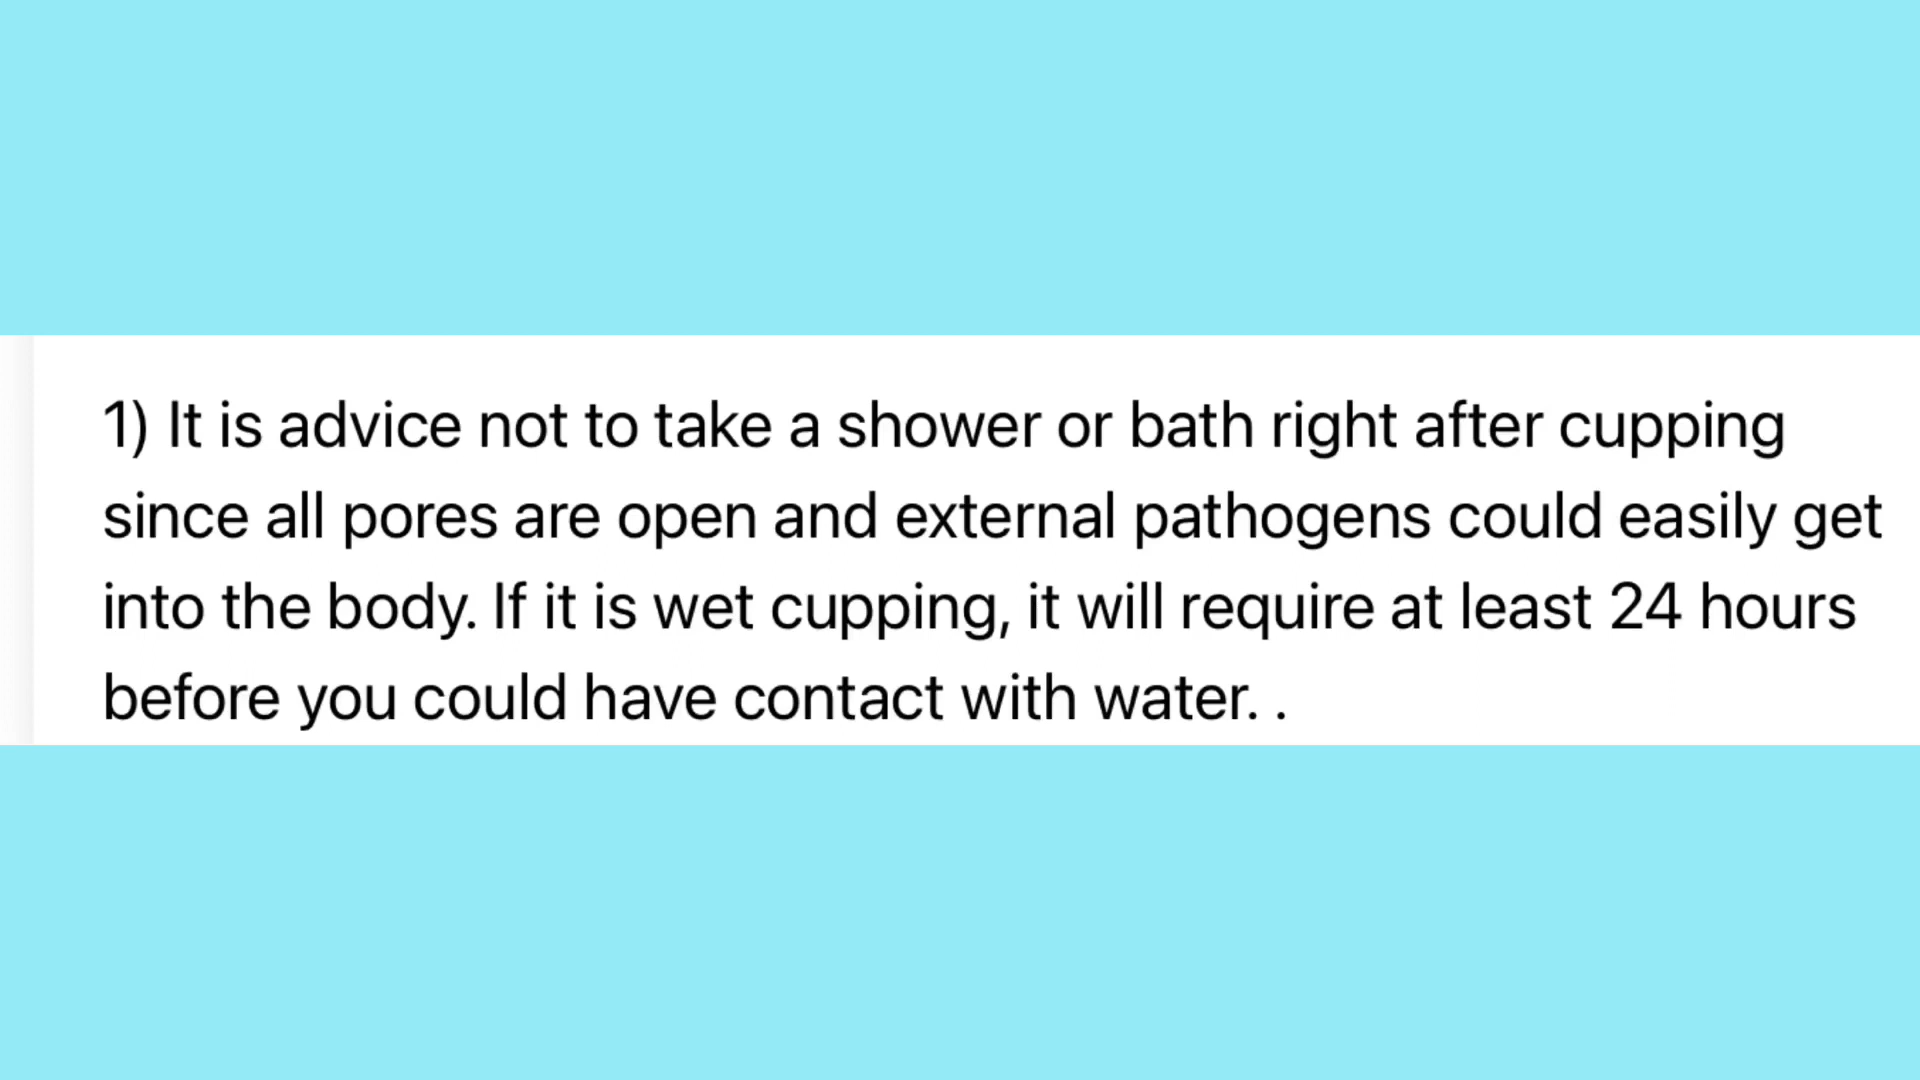 1) It is advice not to take a shower or bath right after cupping
since all pores are open and external pathogens could easily get
into the body. If it is wet cupping, it will require at least 24 hours
before you could have contact with water. .